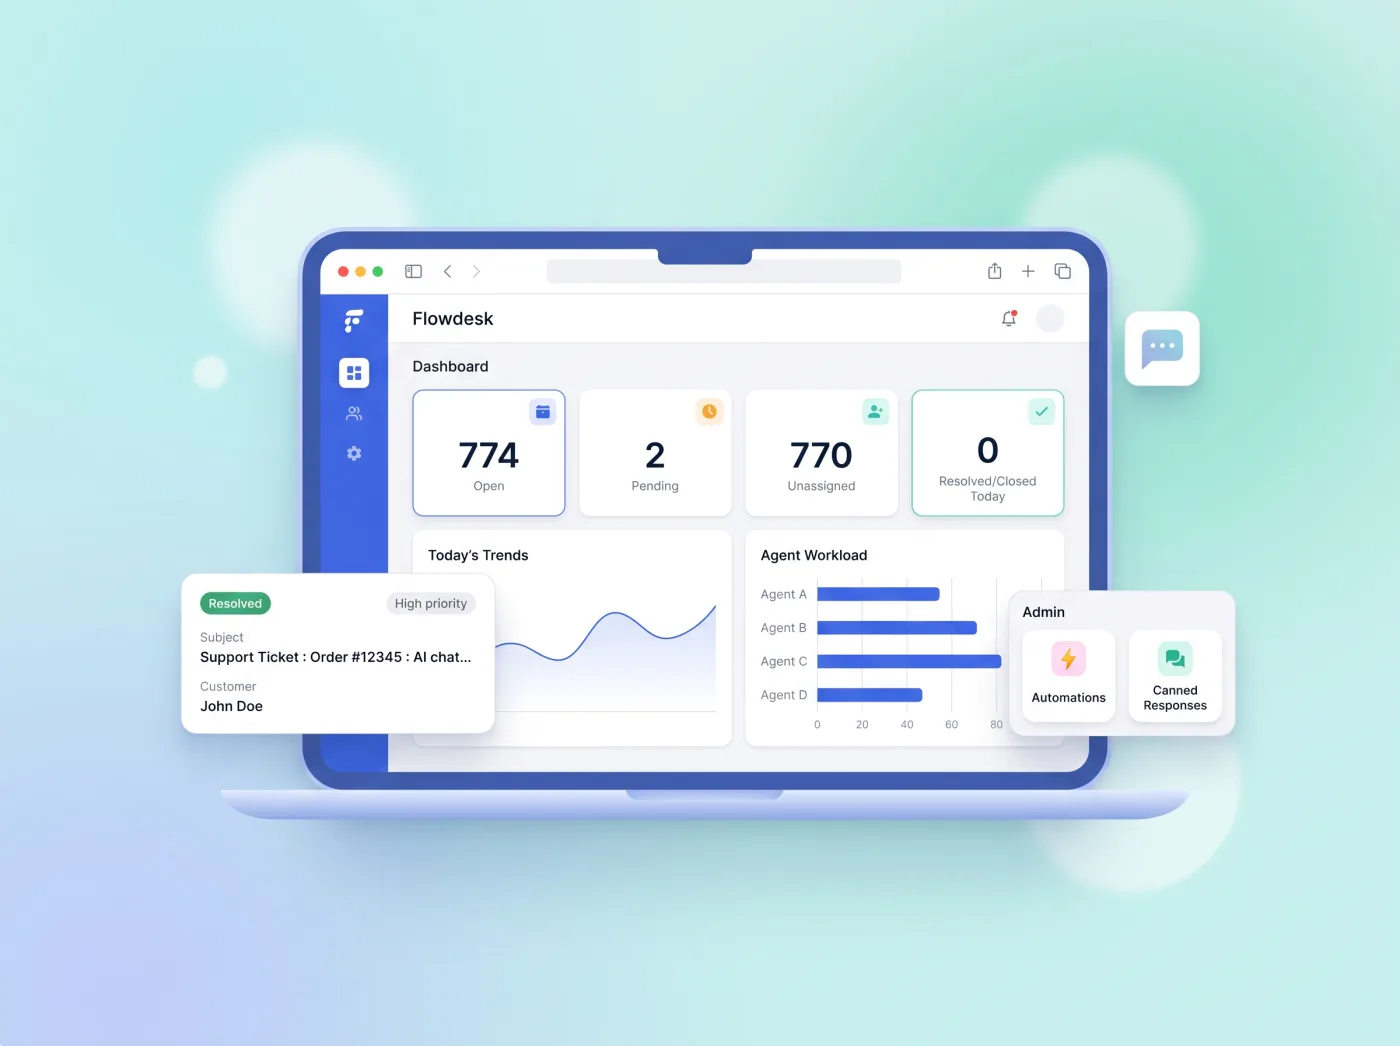 Flowdesk
Dashboard
774
Open
2
Pending
770
Unassigned
0
Resolved/Closed
Today
Today’s Trends
Agent Workload
Agent A
Agent B
Agent C
Agent D
0 20 40 60 80
Resolved
High priority
Subject
Support Ticket : Order #12345 : AI chat...
Customer
John Doe
Admin
Automations
Canned
Responses